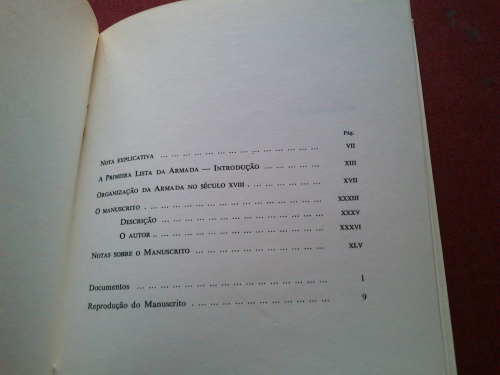 Pág.
NOTA EXPLICATIVA ... ... ... ... ... ... ... ... ... ... ... ... ... ... VII
A PRIMEIRA LISTA DA ARMADA — INTRODUÇÃO ... ... ... ... ... XIII
ORGANIZAÇÃO DA ARMADA NO SÉCULO XVIII . ... ... ... ... ... ... XVII
O MANUSCRITO . ... ... ... ... ... ... ... ... ... ... ... ... ... ... XXXIII
DESCRIÇÃO ... ... ... ... ... ... ... ... ... ... ... ... ... XXXV
O AUTOR .. ... ... ... ... ... ... ... ... ... ... ... ... ... XXXVI
NOTAS SOBRE O MANUSCRITO ... ... ... ... ... ... ... ... ... ... XLV
Documentos ... ... ... ... ... ... ... ... ... ... ... ... ... ... ... 1
Reprodução do Manuscrito . ... ... ... ... ... ... ... ... ... ... ... 9